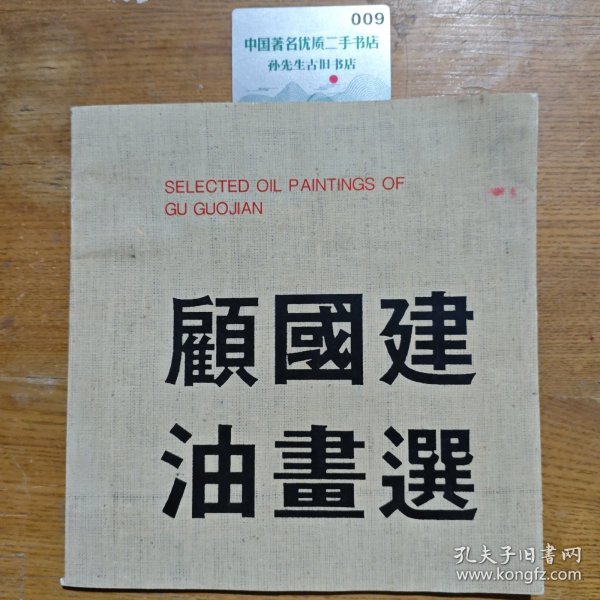 009
中国著名优质二手书店
孙先生古旧书店
SELECTED OIL PAINTINGS OF
GU GUOJIAN
顧國建
油畫選
孔夫子旧書网
www.kongfz.com